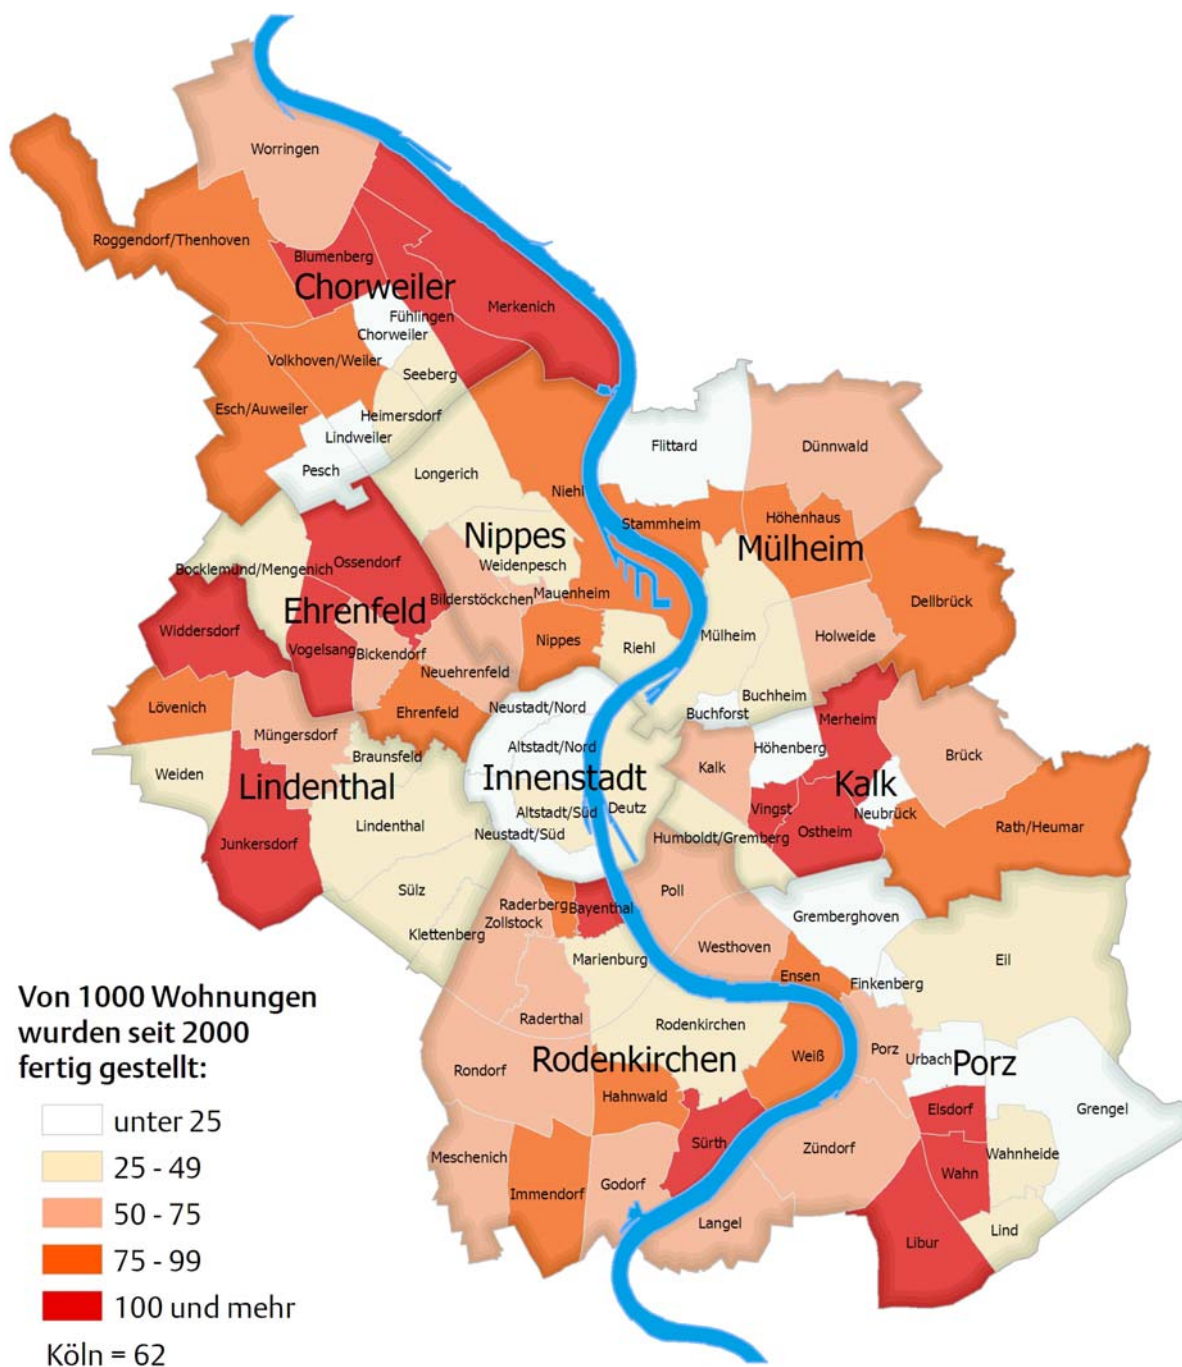 Worringen
Roggendorf/Thenhoven
Blumenberg
Chorweiler
Merkenich
Fühlingen
Chorweiler
Volkhoven/Weiler
Seeberg
Esch/Auweiler
Heimersdorf
Lindweiler
Pesch
Flittard
Dünnwald
Longerich
Niehl
Stammheim
Höhenhaus
Nippes
Mülheim
Ossendorf
Weidenpesch
Bocklemünd/Mengenich
Mauenheim
Bilderstöckchen
Ehrenfeld
Dellbrück
Widdersdorf
Nippes
Mülheim
Holweide
Vogelsang
Bickendorf
Riehl
Neuehrenfeld
Buchheim
Lövenich
Ehrenfeld
Neustadt/Nord
Buchforst
Merheim
Müngersdorf
Altstadt/Nord
Höhenberg
Braunsfeld
Brück
Weiden
Kalk
Lindenthal
Innenstadt
Kalk
Vingst
Deutz
Altstadt/Süd
Neubrück
Lindenthal
Neustadt/Süd
Humboldt/Gremberg
Ostheim
Rath/Heumar
Junkersdorf
Sülz
Poll
Raderberg
Bayenthal
Zollstock
Gremberghoven
Klettenberg
Westhoven
Marienburg
Eil
Ensen
Finkenberg
Raderthal
Rodenkirchen
Rodenkirchen
Weiß
Porz
Urbach
Porz
Rondorf
Hahnwald
Elsdorf
Grengel
Sürth
Zündorf
Wahnheide
Meschenich
Wahn
Godorf
Immendorf
Langel
Lind
Libur
Von 1000 Wohnungen
wurden seit 2000
fertig gestellt:
unter 25
25 - 49
50 - 75
75 - 99
100 und mehr
Köln = 62